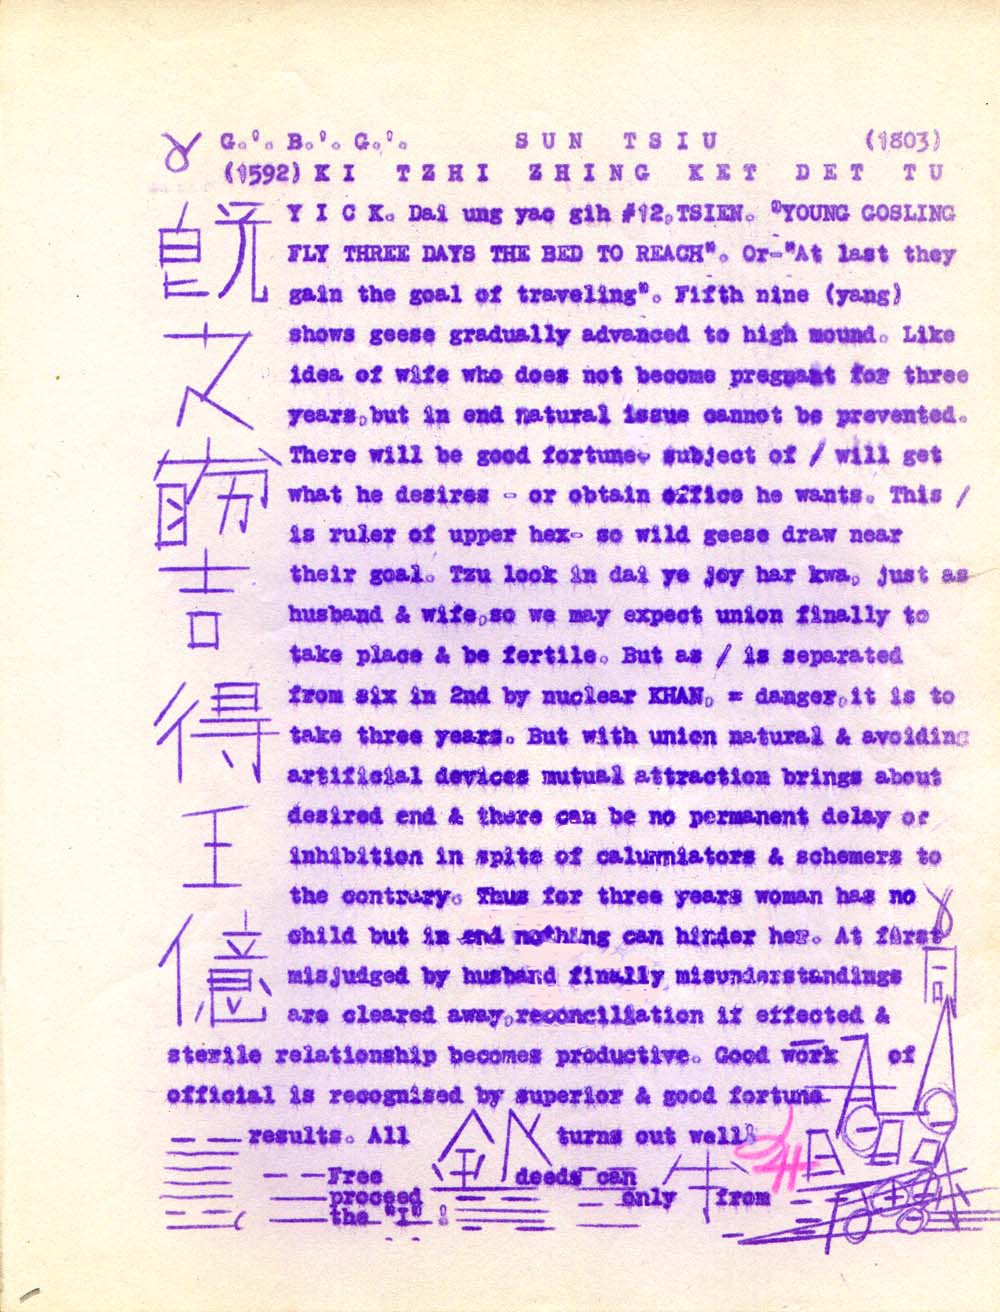 G.'. B.'. G.'. SUN TSIU (1803)
(1592) KI TZHI ZHING KET DET TU
YICK. Dai ung yao gih #12,TSIEN. "YOUNG GOSLING
FLY THREE DAYS THE BED TO REACH". Or-"At last they
gain the goal of traveling". Fifth nine (yang)
shows geese gradually advanced to high mound. Like
idea of wife who does not become pregnant for three
years,but in end natural issue cannot be prevented.
There will be good fortune- subject of / will get
what he desires - or obtain office he wants. This /
is ruler of upper hex- so wild geese draw near
their goal. Tzu look in dai ye joy har kwa, just as
husband & wife,so we may expect union finally to
take place & be fertile. But as / is separated
from six in 2nd by nuclear KHAN, = danger,it is to
take three years. But with union natural & avoiding
artificial devices mutual attraction brings about
desired end & there can be no permanent delay or
inhibition in spite of calumniators & schemers to
the contrary. Thus for three years woman has no
child but in end nothing can hinder her. At first
misjudged by husband finally misunderstandings
are cleared away,reconciliation if effected &
sterile relationship becomes productive. Good work of
official is recognised by superior & good fortune
results. All turns out well
Free deeds can
proceed only from
the "I"
吉
得
王
億